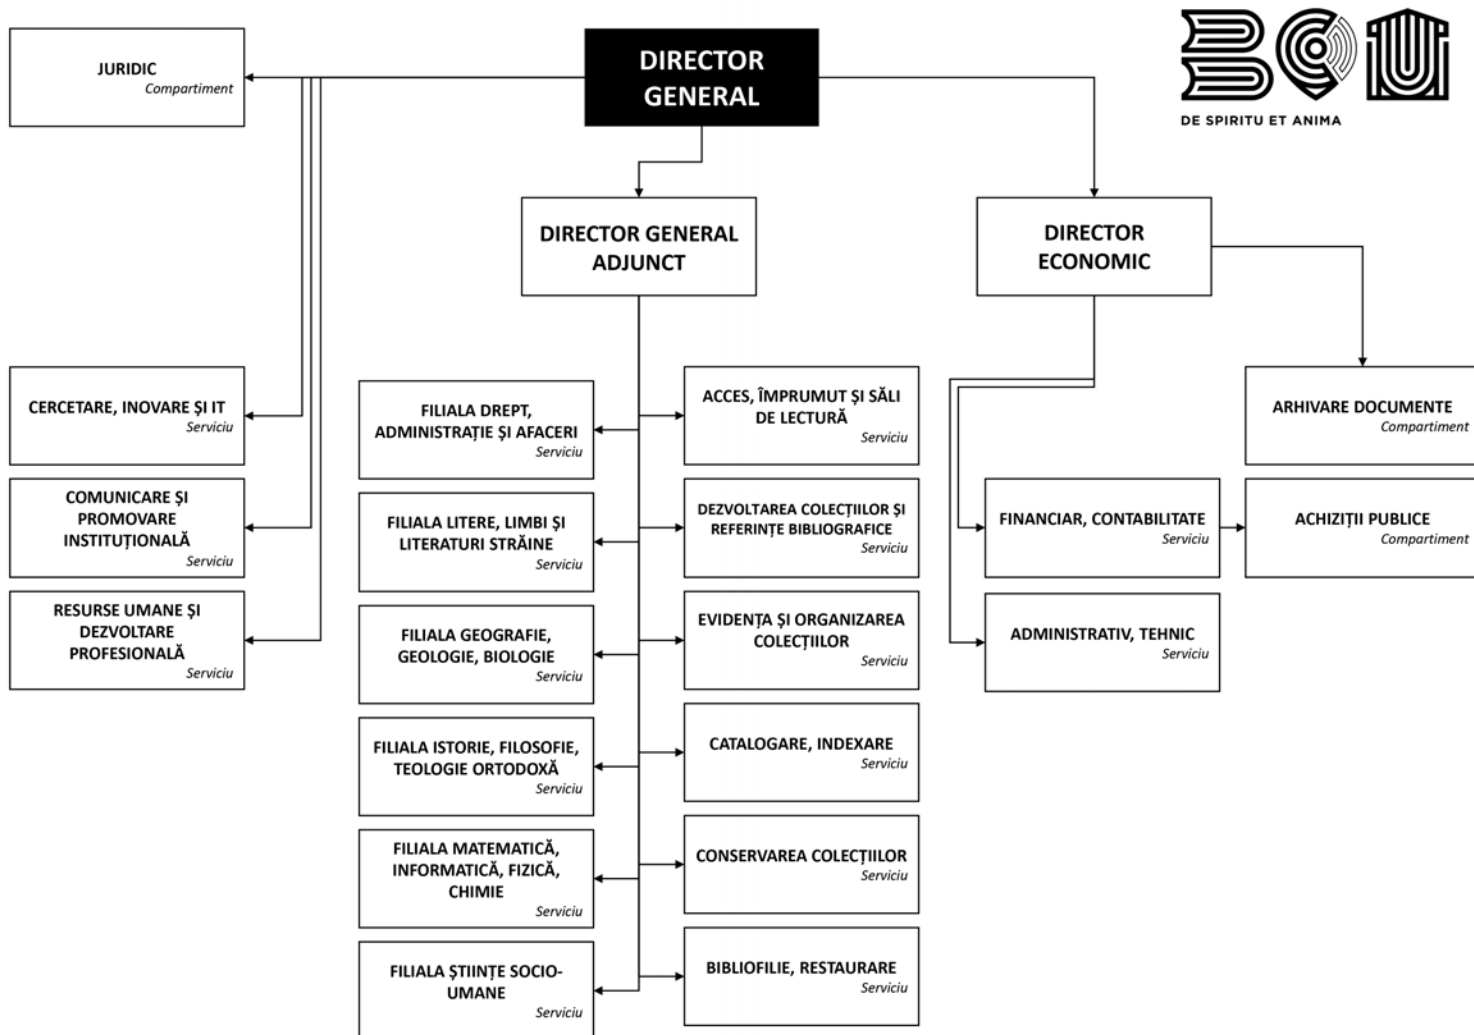 JURIDIC
Compartiment
DIRECTOR
GENERAL
DE SPIRITU ET ANIMA
DIRECTOR GENERAL
ADJUNCT
DIRECTOR
ECONOMIC
CERCETARE, INOVARE ȘI IT
Serviciu
COMUNICARE ȘI
PROMOVARE
INSTITUȚIONALĂ
Serviciu
RESURSE UMANE ȘI
DEZVOLTARE
PROFESIONALĂ
Serviciu
FILIALA DREPT,
ADMINISTRAȚIE ȘI AFACERI
Serviciu
FILIALA LITERE, LIMBI ȘI
LITERATURI STRĂINE
Serviciu
FILIALA GEOGRAFIE,
GEOLOGIE, BIOLOGIE
Serviciu
FILIALA ISTORIE, FILOSOFIE,
TEOLOGIE ORTODOXĂ
Serviciu
FILIALA MATEMATICĂ,
INFORMATICĂ, FIZICĂ,
CHIMIE
Serviciu
FILIALA ȘTIINȚE SOCIO-
UMANE
Serviciu
ACCES, ÎMPRUMUT ȘI SĂLI
DE LECTURĂ
Serviciu
DEZVOLTAREA COLECȚIILOR ȘI
REFERINȚE BIBLIOGRAFICE
Serviciu
EVIDENȚA ȘI ORGANIZAREA
COLECȚIILOR
Serviciu
CATALOGARE, INDEXARE
Serviciu
CONSERVAREA COLECȚIILOR
Serviciu
BIBLIOFILIE, RESTAURARE
Serviciu
FINANCIAR, CONTABILITATE
Serviciu
ADMINISTRATIV, TEHNIC
Serviciu
ARHIVARE DOCUMENTE
Compartiment
ACHIZIȚII PUBLICE
Compartiment